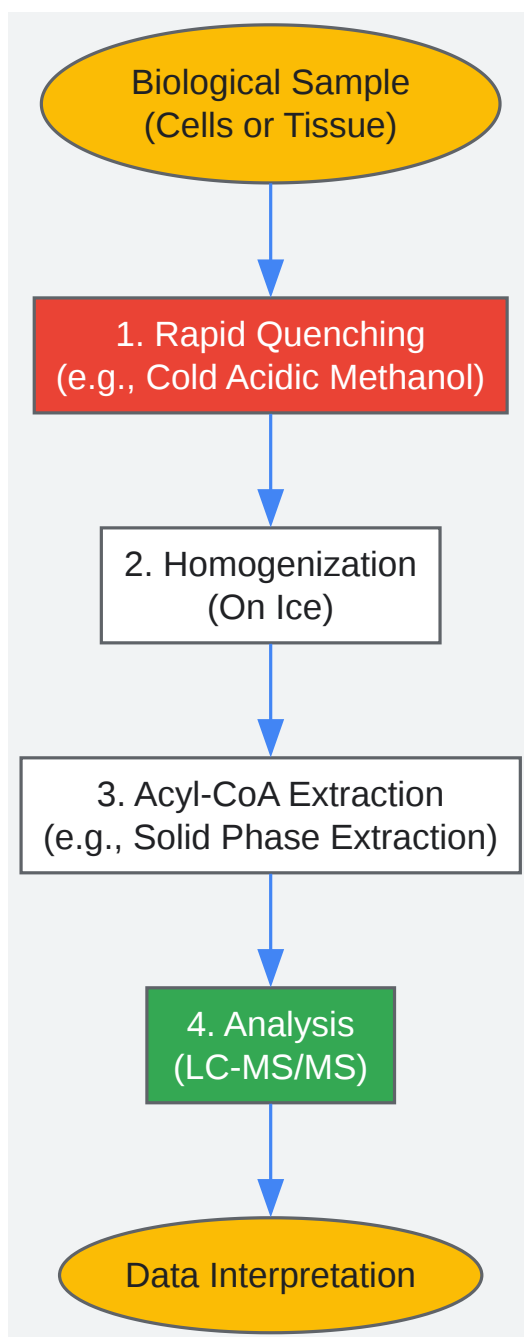 Biological Sample
(Cells or Tissue)
1. Rapid Quenching
(e.g., Cold Acidic Methanol)
2. Homogenization
(On Ice)
3. Acyl-CoA Extraction
(e.g., Solid Phase Extraction)
4. Analysis
(LC-MS/MS)
Data Interpretation